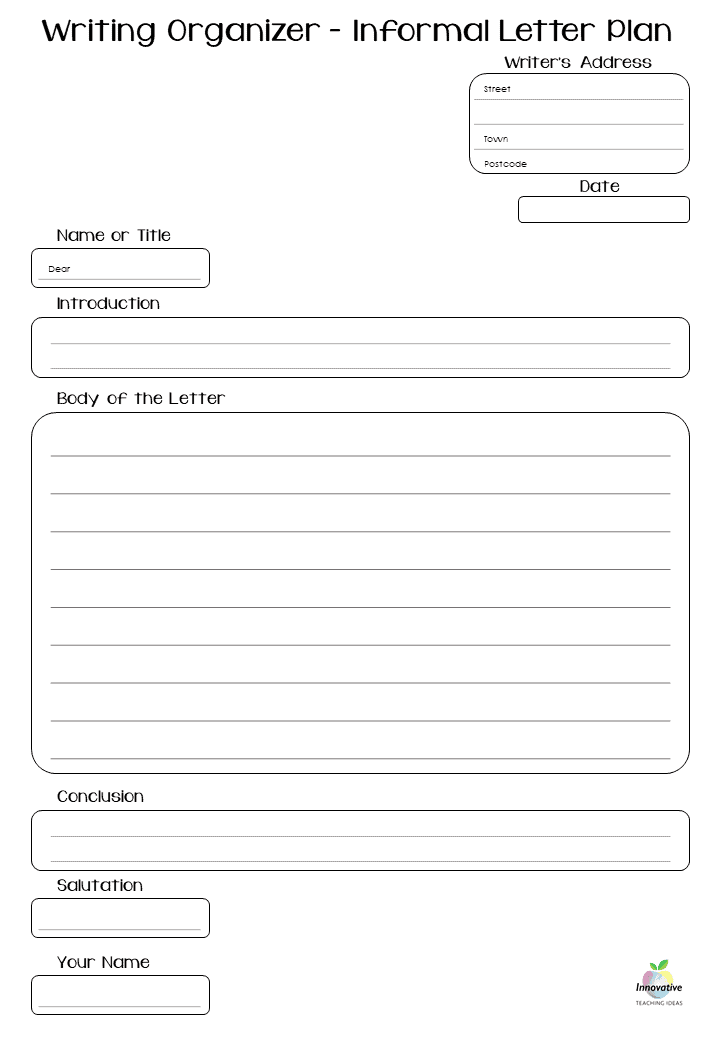 Writing Organizer - Informal Letter Plan
Writer's Address
Street
Town
Postcode
Date
Name or Title
Dear
Introduction
Body of the Letter
Conclusion
Salutation
Your Name
Innovative
TEACHING IDEAS